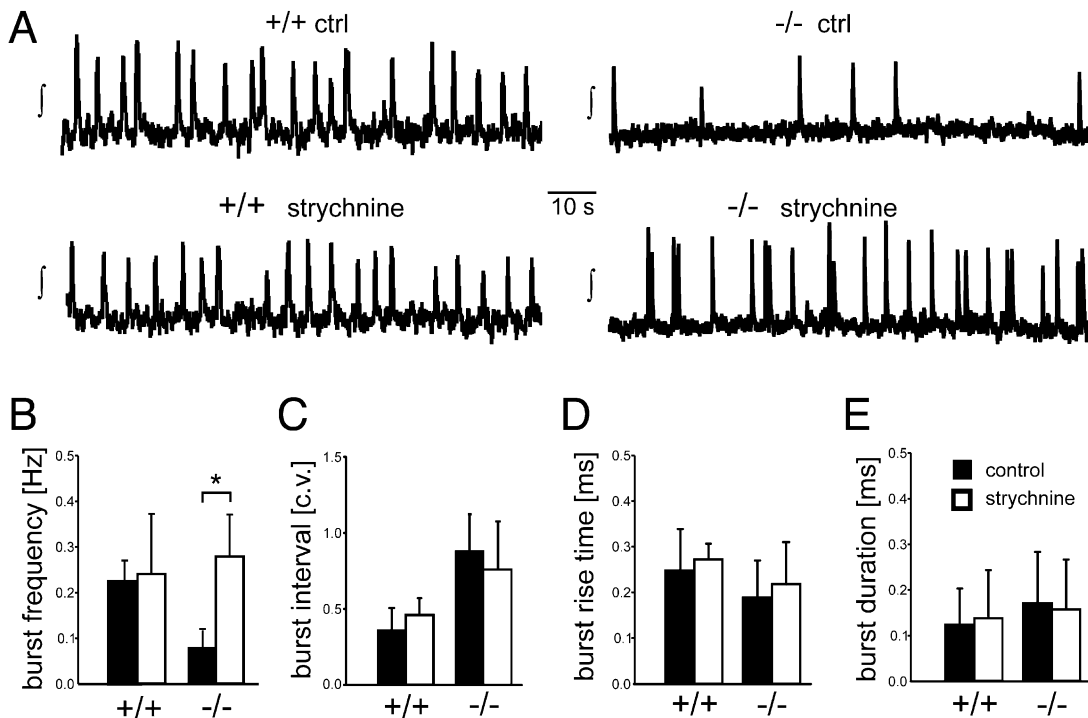 A
+/+ ctrl
-/- ctrl
∫
∫
+/+ strychnine
10 s
-/- strychnine
∫
∫
B
burst frequency [Hz]
0.5
0.4
0.3
0.2
0.1
0.0
*
+/+ -/-
C
burst interval [c.v.]
1.5
1.0
0.5
0.0
+/+ -/-
D
burst rise time [ms]
0.5
0.4
0.3
0.2
0.1
0.0
+/+ -/-
E
burst duration [ms]
0.5
0.4
0.3
0.2
0.1
0.0
control
strychnine
+/+ -/-